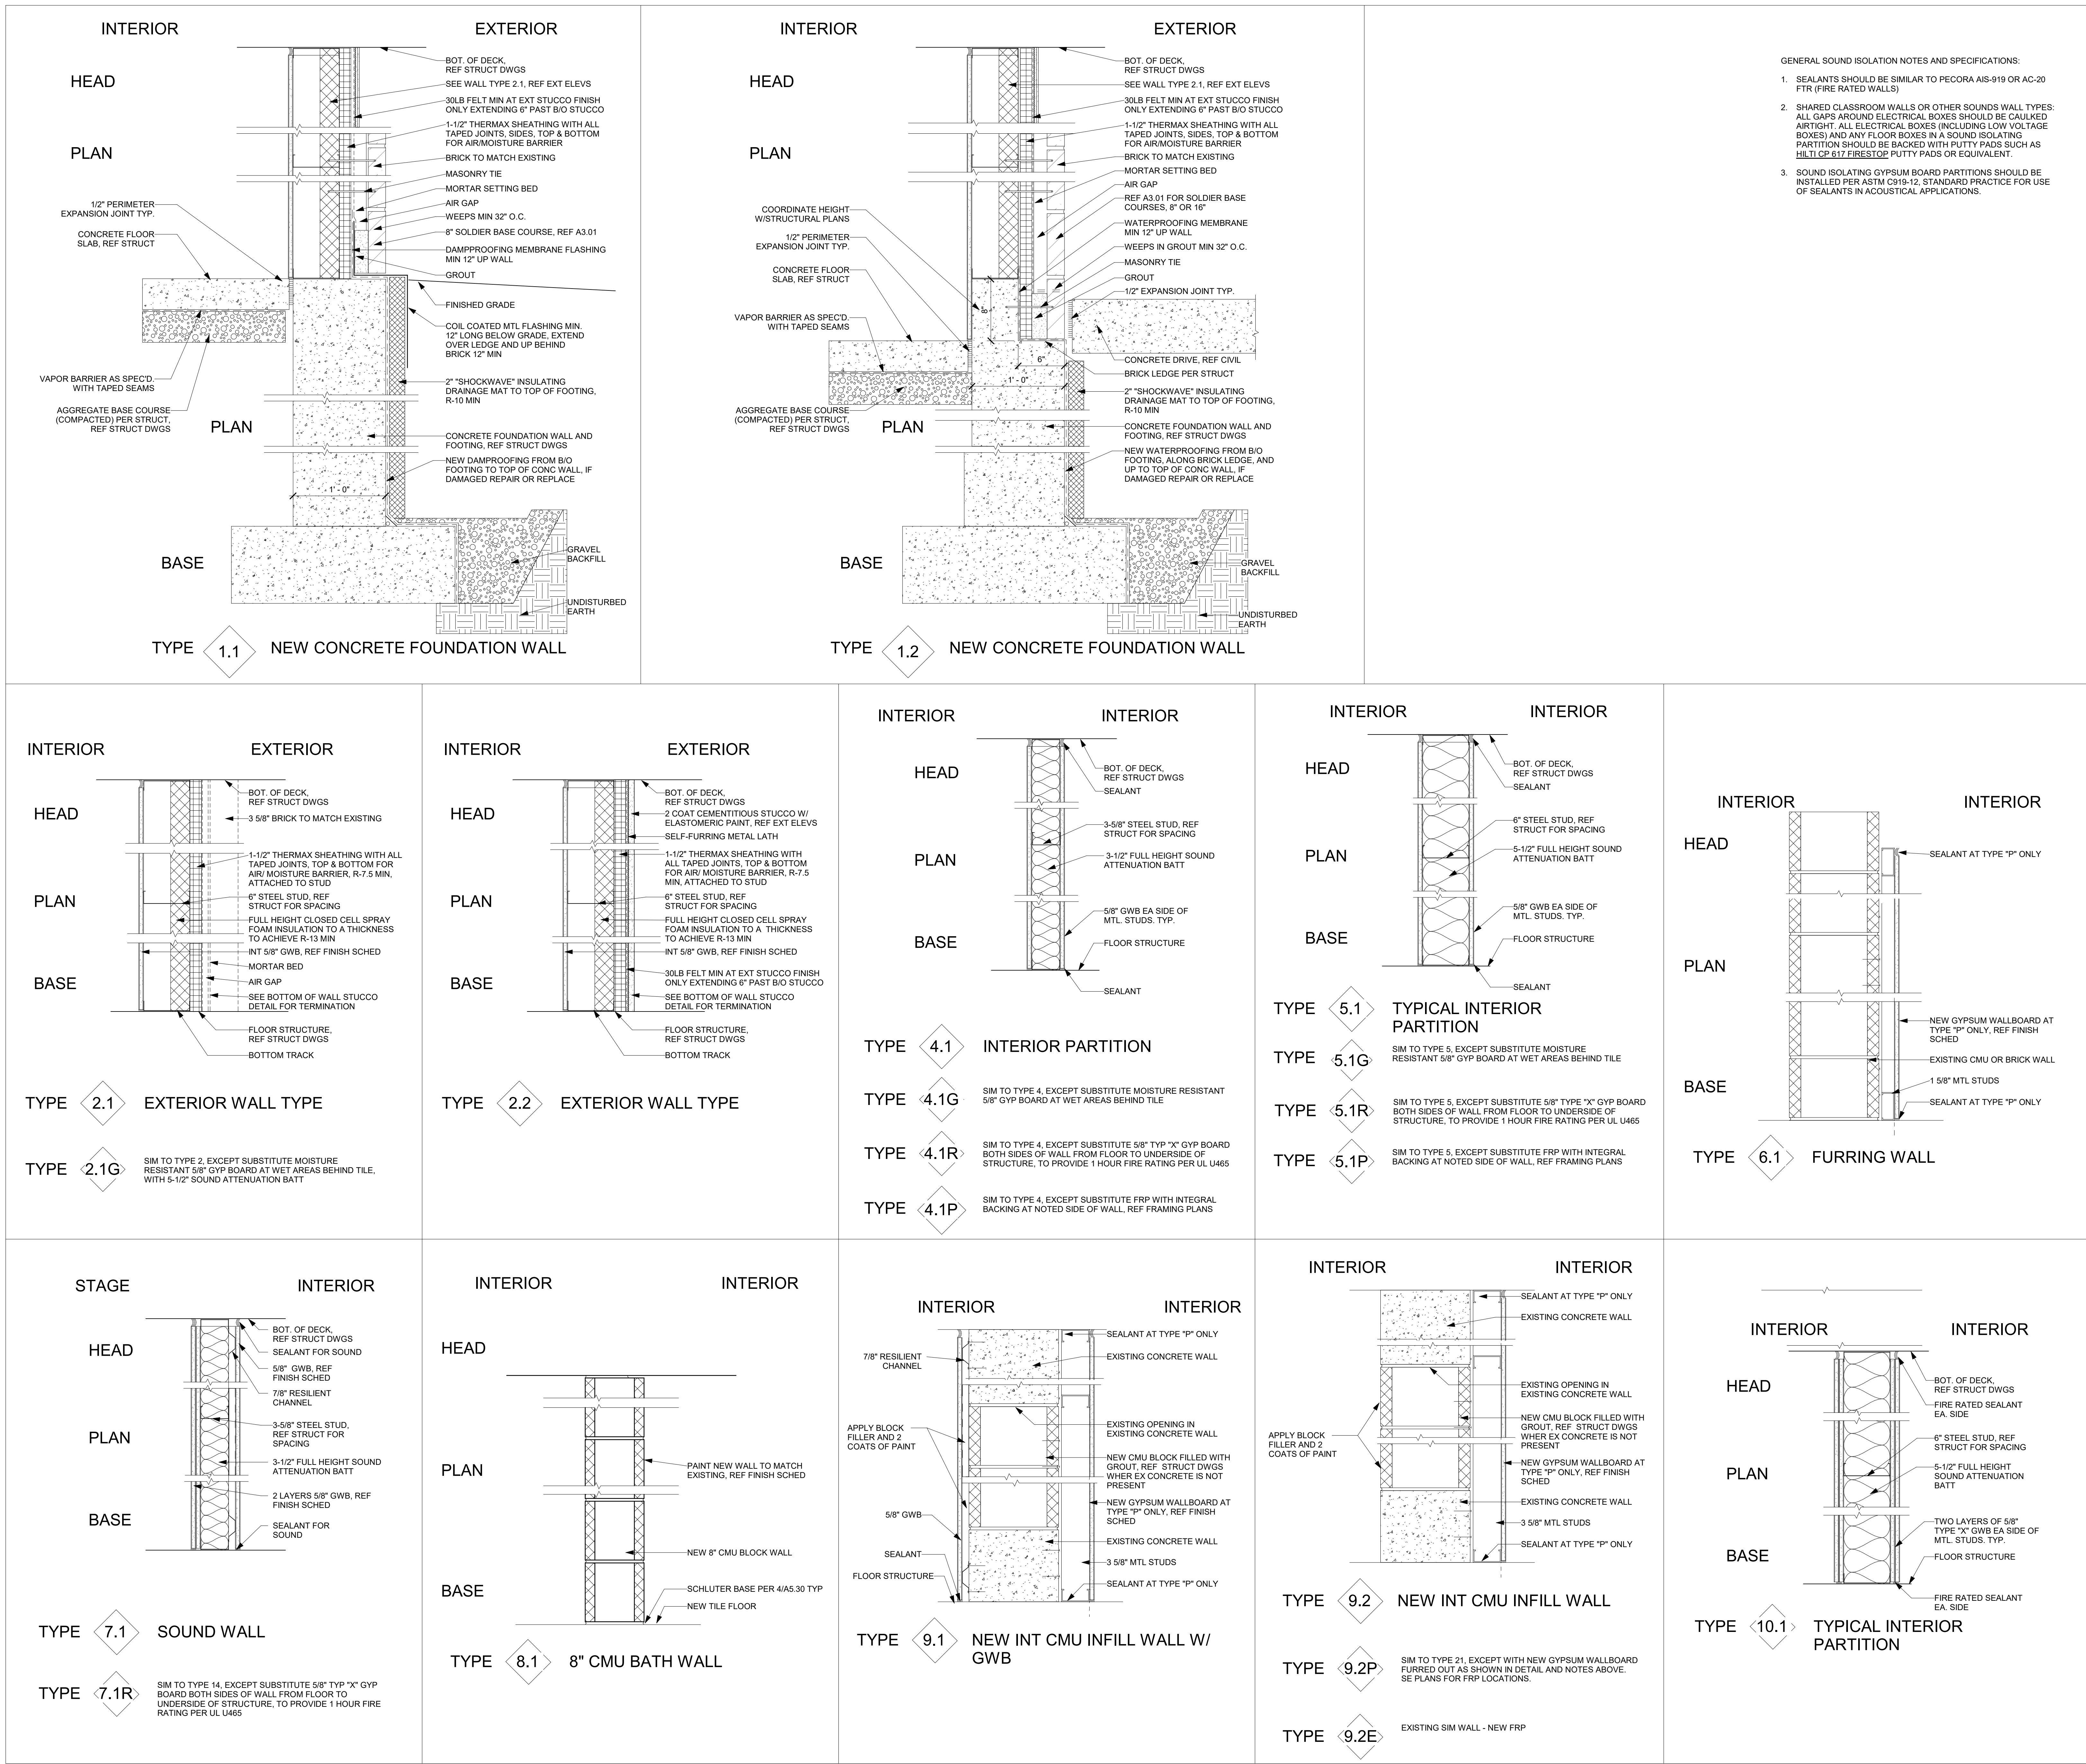 INTERIOR
EXTERIOR
HEAD
PLAN
BOT. OF DECK,
REF STRUCT DWGS
SEE WALL TYPE 2.1, REF EXT ELEVS
30LB FELT MIN AT EXT STUCCO FINISH
ONLY EXTENDING 6" PAST B/O STUCCO
1-1/2" THERMAX SHEATHING WITH ALL
TAPED JOINTS, SIDES, TOP & BOTTOM
FOR AIR/MOISTURE BARRIER
BRICK TO MATCH EXISTING
MASONRY TIE
MORTAR SETTING BED
AIR GAP
WEEPS MIN 32" O.C.
8" SOLDIER BASE COURSE, REF A3.01
DAMPPROOFING MEMBRANE FLASHING
MIN 12" UP WALL
GROUT
FINISHED GRADE
COIL COATED MTL FLASHING MIN.
12" LONG BELOW GRADE, EXTEND
OVER LEDGE AND UP BEHIND
BRICK 12" MIN
2" "SHOCKWAVE" INSULATING
DRAINAGE MAT TO TOP OF FOOTING,
R-10 MIN
CONCRETE FOUNDATION WALL AND
FOOTING, REF STRUCT DWGS
NEW DAMPROOFING FROM B/O
FOOTING TO TOP OF CONC WALL, IF
DAMAGED REPAIR OR REPLACE
GRAVEL
BACKFILL
UNDISTURBED
EARTH
1/2" PERIMETER
EXPANSION JOINT TYP.
CONCRETE FLOOR
SLAB, REF STRUCT
VAPOR BARRIER AS SPEC'D.
WITH TAPED SEAMS
AGGREGATE BASE COURSE
(COMPACTED) PER STRUCT,
REF STRUCT DWGS
PLAN
1' - 0"
BASE
TYPE 1.1 NEW CONCRETE FOUNDATION WALL
INTERIOR
EXTERIOR
HEAD
PLAN
BOT. OF DECK,
REF STRUCT DWGS
SEE WALL TYPE 2.1, REF EXT ELEVS
30LB FELT MIN AT EXT STUCCO FINISH
ONLY EXTENDING 6" PAST B/O STUCCO
1-1/2" THERMAX SHEATHING WITH ALL
TAPED JOINTS, SIDES, TOP & BOTTOM
FOR AIR/MOISTURE BARRIER
BRICK TO MATCH EXISTING
MORTAR SETTING BED
AIR GAP
REF A3.01 FOR SOLDIER BASE
COURSES, 8" OR 16"
WATERPROOFING MEMBRANE
MIN 12" UP WALL
WEEPS IN GROUT MIN 32" O.C.
MASONRY TIE
GROUT
1/2" EXPANSION JOINT TYP.
CONCRETE DRIVE, REF CIVIL
BRICK LEDGE PER STRUCT
2" "SHOCKWAVE" INSULATING
DRAINAGE MAT TO TOP OF FOOTING,
R-10 MIN
CONCRETE FOUNDATION WALL AND
FOOTING, REF STRUCT DWGS
NEW WATERPROOFING FROM B/O
FOOTING, ALONG BRICK LEDGE, AND
UP TO TOP OF CONC WALL, IF
DAMAGED REPAIR OR REPLACE
GRAVEL
BACKFILL
UNDISTURBED
EARTH
COORDINATE HEIGHT
W/STRUCTURAL PLANS
1/2" PERIMETER
EXPANSION JOINT TYP.
CONCRETE FLOOR
SLAB, REF STRUCT
VAPOR BARRIER AS SPEC'D.
WITH TAPED SEAMS
AGGREGATE BASE COURSE
(COMPACTED) PER STRUCT,
REF STRUCT DWGS
8"
6"
1' - 0"
PLAN
BASE
TYPE 1.2 NEW CONCRETE FOUNDATION WALL
GENERAL SOUND ISOLATION NOTES AND SPECIFICATIONS:
1. SEALANTS SHOULD BE SIMILAR TO PECORA AIS-919 OR AC-20
FTR (FIRE RATED WALLS)
2. SHARED CLASSROOM WALLS OR OTHER SOUNDS WALL TYPES:
ALL GAPS AROUND ELECTRICAL BOXES SHOULD BE CAULKED
AIRTIGHT. ALL ELECTRICAL BOXES (INCLUDING LOW VOLTAGE
BOXES) AND ANY FLOOR BOXES IN A SOUND ISOLATING
PARTITION SHOULD BE BACKED WITH PUTTY PADS SUCH AS
HILTI CP 617 FIRESTOP PUTTY PADS OR EQUIVALENT.
3. SOUND ISOLATING GYPSUM BOARD PARTITIONS SHOULD BE
INSTALLED PER ASTM C919-12, STANDARD PRACTICE FOR USE
OF SEALANTS IN ACOUSTICAL APPLICATIONS.
INTERIOR
EXTERIOR
HEAD
PLAN
BASE
BOT. OF DECK,
REF STRUCT DWGS
3 5/8" BRICK TO MATCH EXISTING
1-1/2" THERMAX SHEATHING WITH ALL
TAPED JOINTS, TOP & BOTTOM FOR
AIR/ MOISTURE BARRIER, R-7.5 MIN,
ATTACHED TO STUD
6" STEEL STUD, REF
STRUCT FOR SPACING
FULL HEIGHT CLOSED CELL SPRAY
FOAM INSULATION TO A THICKNESS
TO ACHIEVE R-13 MIN
INT 5/8" GWB, REF FINISH SCHED
MORTAR BED
AIR GAP
SEE BOTTOM OF WALL STUCCO
DETAIL FOR TERMINATION
FLOOR STRUCTURE,
REF STRUCT DWGS
BOTTOM TRACK
TYPE 2.1 EXTERIOR WALL TYPE
TYPE 2.1G
SIM TO TYPE 2, EXCEPT SUBSTITUTE MOISTURE
RESISTANT 5/8" GYP BOARD AT WET AREAS BEHIND TILE,
WITH 5-1/2" SOUND ATTENUATION BATT
INTERIOR
EXTERIOR
HEAD
PLAN
BASE
BOT. OF DECK,
REF STRUCT DWGS
2 COAT CEMENTITIOUS STUCCO W/
ELASTOMERIC PAINT, REF EXT ELEVS
SELF-FURRING METAL LATH
1-1/2" THERMAX SHEATHING WITH
ALL TAPED JOINTS, TOP & BOTTOM
FOR AIR/ MOISTURE BARRIER, R-7.5
MIN, ATTACHED TO STUD
6" STEEL STUD, REF
STRUCT FOR SPACING
FULL HEIGHT CLOSED CELL SPRAY
FOAM INSULATION TO A THICKNESS
TO ACHIEVE R-13 MIN
INT 5/8" GWB, REF FINISH SCHED
30LB FELT MIN AT EXT STUCCO FINISH
ONLY EXTENDING 6" PAST B/O STUCCO
SEE BOTTOM OF WALL STUCCO
DETAIL FOR TERMINATION
FLOOR STRUCTURE,
REF STRUCT DWGS
BOTTOM TRACK
TYPE 2.2 EXTERIOR WALL TYPE
INTERIOR
INTERIOR
HEAD
PLAN
BASE
BOT. OF DECK,
REF STRUCT DWGS
SEALANT
3-5/8" STEEL STUD, REF
STRUCT FOR SPACING
3-1/2" FULL HEIGHT SOUND
ATTENUATION BATT
5/8" GWB EA SIDE OF
MTL. STUDS. TYP.
FLOOR STRUCTURE
SEALANT
TYPE 4.1 INTERIOR PARTITION
TYPE 4.1G
SIM TO TYPE 4, EXCEPT SUBSTITUTE MOISTURE RESISTANT
5/8" GYP BOARD AT WET AREAS BEHIND TILE
TYPE 4.1R
SIM TO TYPE 4, EXCEPT SUBSTITUTE 5/8" TYP "X" GYP BOARD
BOTH SIDES OF WALL FROM FLOOR TO UNDERSIDE OF
STRUCTURE, TO PROVIDE 1 HOUR FIRE RATING PER UL U465
TYPE 4.1P
SIM TO TYPE 4, EXCEPT SUBSTITUTE FRP WITH INTEGRAL
BACKING AT NOTED SIDE OF WALL, REF FRAMING PLANS
INTERIOR
INTERIOR
HEAD
PLAN
BASE
BOT. OF DECK,
REF STRUCT DWGS
SEALANT
6" STEEL STUD, REF
STRUCT FOR SPACING
5-1/2" FULL HEIGHT SOUND
ATTENUATION BATT
5/8" GWB EA SIDE OF
MTL. STUDS. TYP.
FLOOR STRUCTURE
SEALANT
TYPE 5.1 TYPICAL INTERIOR
PARTITION
TYPE 5.1G
SIM TO TYPE 5, EXCEPT SUBSTITUTE MOISTURE
RESISTANT 5/8" GYP BOARD AT WET AREAS BEHIND TILE
TYPE 5.1R
SIM TO TYPE 5, EXCEPT SUBSTITUTE 5/8" TYPE "X" GYP BOARD
BOTH SIDES OF WALL FROM FLOOR TO UNDERSIDE OF
STRUCTURE, TO PROVIDE 1 HOUR FIRE RATING PER UL U465
TYPE 5.1P
SIM TO TYPE 5, EXCEPT SUBSTITUTE FRP WITH INTEGRAL
BACKING AT NOTED SIDE OF WALL, REF FRAMING PLANS
INTERIOR
INTERIOR
HEAD
PLAN
BASE
SEALANT AT TYPE "P" ONLY
NEW GYPSUM WALLBOARD AT
TYPE "P" ONLY, REF FINISH
SCHED
EXISTING CMU OR BRICK WALL
1 5/8" MTL STUDS
SEALANT AT TYPE "P" ONLY
TYPE 6.1 FURRING WALL
STAGE
INTERIOR
HEAD
PLAN
BASE
BOT. OF DECK,
REF STRUCT DWGS
SEALANT FOR SOUND
5/8" GWB, REF
FINISH SCHED
7/8" RESILIENT
CHANNEL
3-5/8" STEEL STUD,
REF STRUCT FOR
SPACING
3-1/2" FULL HEIGHT SOUND
ATTENUATION BATT
2 LAYERS 5/8" GWB, REF
FINISH SCHED
SEALANT FOR
SOUND
TYPE 7.1 SOUND WALL
TYPE 7.1R
SIM TO TYPE 14, EXCEPT SUBSTITUTE 5/8" TYP "X" GYP
BOARD BOTH SIDES OF WALL FROM FLOOR TO
UNDERSIDE OF STRUCTURE, TO PROVIDE 1 HOUR FIRE
RATING PER UL U465
INTERIOR
INTERIOR
HEAD
PLAN
BASE
PAINT NEW WALL TO MATCH
EXISTING, REF FINISH SCHED
NEW 8" CMU BLOCK WALL
SCHLUTER BASE PER 4/A5.30 TYP
NEW TILE FLOOR
TYPE 8.1 8" CMU BATH WALL
INTERIOR
INTERIOR
7/8" RESILIENT
CHANNEL
APPLY BLOCK
FILLER AND 2
COATS OF PAINT
5/8" GWB
SEALANT
FLOOR STRUCTURE
SEALANT AT TYPE "P" ONLY
EXISTING CONCRETE WALL
EXISTING OPENING IN
EXISTING CONCRETE WALL
NEW CMU BLOCK FILLED WITH
GROUT, REF STRUCT DWGS
WHER EX CONCRETE IS NOT
PRESENT
NEW GYPSUM WALLBOARD AT
TYPE "P" ONLY, REF FINISH
SCHED
EXISTING CONCRETE WALL
3 5/8" MTL STUDS
SEALANT AT TYPE "P" ONLY
TYPE 9.1 NEW INT CMU INFILL WALL W/
GWB
INTERIOR
INTERIOR
APPLY BLOCK
FILLER AND 2
COATS OF PAINT
SEALANT AT TYPE "P" ONLY
EXISTING CONCRETE WALL
EXISTING OPENING IN
EXISTING CONCRETE WALL
NEW CMU BLOCK FILLED WITH
GROUT, REF STRUCT DWGS
WHER EX CONCRETE IS NOT
PRESENT
NEW GYPSUM WALLBOARD AT
TYPE "P" ONLY, REF FINISH
SCHED
EXISTING CONCRETE WALL
3 5/8" MTL STUDS
SEALANT AT TYPE "P" ONLY
TYPE 9.2 NEW INT CMU INFILL WALL
TYPE 9.2P
SIM TO TYPE 21, EXCEPT WITH NEW GYPSUM WALLBOARD
FURRED OUT AS SHOWN IN DETAIL AND NOTES ABOVE.
SE PLANS FOR FRP LOCATIONS.
TYPE 9.2E
EXISTING SIM WALL - NEW FRP
INTERIOR
INTERIOR
HEAD
PLAN
BASE
BOT. OF DECK,
REF STRUCT DWGS
FIRE RATED SEALANT
EA. SIDE
6" STEEL STUD, REF
STRUCT FOR SPACING
5-1/2" FULL HEIGHT
SOUND ATTENUATION
BATT
TWO LAYERS OF 5/8"
TYPE "X" GWB EA SIDE OF
MTL. STUDS. TYP.
FLOOR STRUCTURE
FIRE RATED SEALANT
EA. SIDE
TYPE 10.1 TYPICAL INTERIOR
PARTITION